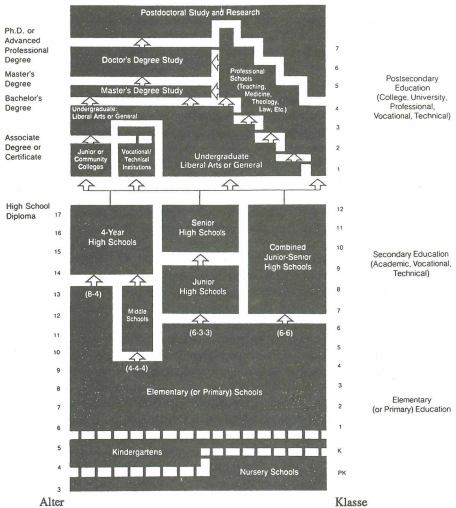 Postdoctoral Study and Research
Ph.D. or
Advanced
Professional
Degree
Doctor's Degree Study
Professional
Schools
(Teaching,
Medicine,
Theology,
Law, Etc.)
7
6
5
4
3
2
1
Postsecondary
Education
(College, University,
Professional,
Vocational, Technical)
Master's
Degree
Master's Degree Study
Bachelor's
Degree
Undergraduate:
Liberal Arts or General
Associate
Degree or
Certificate
Junior or
Community
Colleges
Vocational/
Technical
Institutions
Undergraduate
Liberal Arts or General
High School
Diploma
17
16
15
14
13
12
11
10
9
8
7
6
5
4
3
4-Year
High Schools
Senior
High Schools
Combined
Junior-Senior
High Schools
Junior
High Schools
(8-4)
Middle
Schools
(6-3-3)
(6-6)
(4-4-4)
12
11
10
9
8
7
6
5
4
3
2
1
K
PK
Secondary Education
(Academic, Vocational,
Technical)
Elementary (or Primary) Schools
Elementary
(or Primary) Education
Kindergartens
Nursery Schools
Alter
Klasse